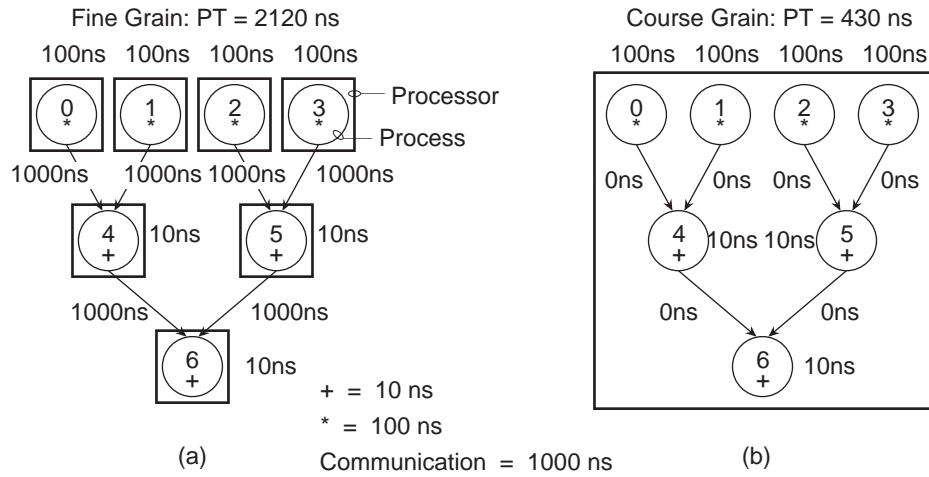 Fine Grain: PT = 2120 ns
100ns 100ns 100ns 100ns
0 1 2 3
* * * *
Processor
Process
1000ns 1000ns 1000ns 1000ns
4 5
+ +
10ns 10ns
1000ns 1000ns
6
+
10ns
+ = 10 ns
* = 100 ns
Communication = 1000 ns
(a)
Course Grain: PT = 430 ns
100ns 100ns 100ns 100ns
0 1 2 3
* * * *
0ns 0ns 0ns 0ns
4 5
+ +
10ns 10ns
0ns 0ns
6
+
10ns
(b)